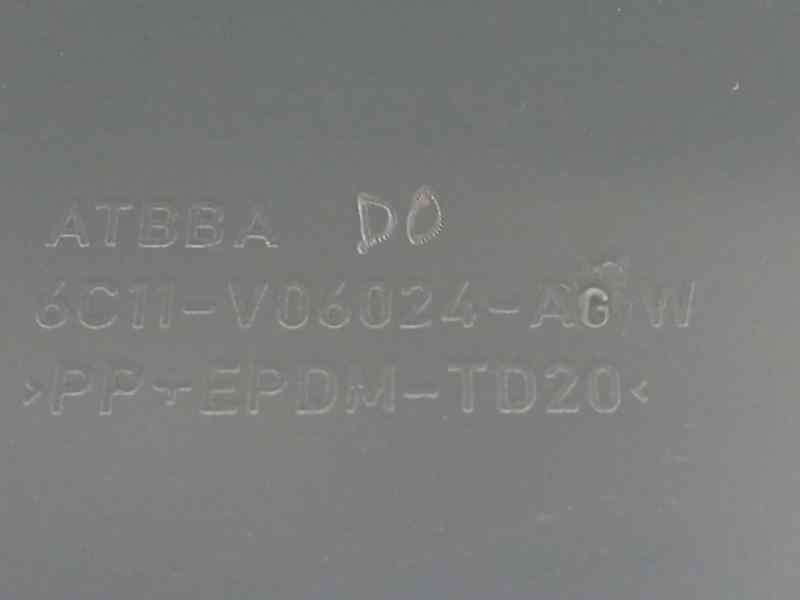 ATBBA DO
6C11-V06024-AG W
>PP+EPDM-TD20<